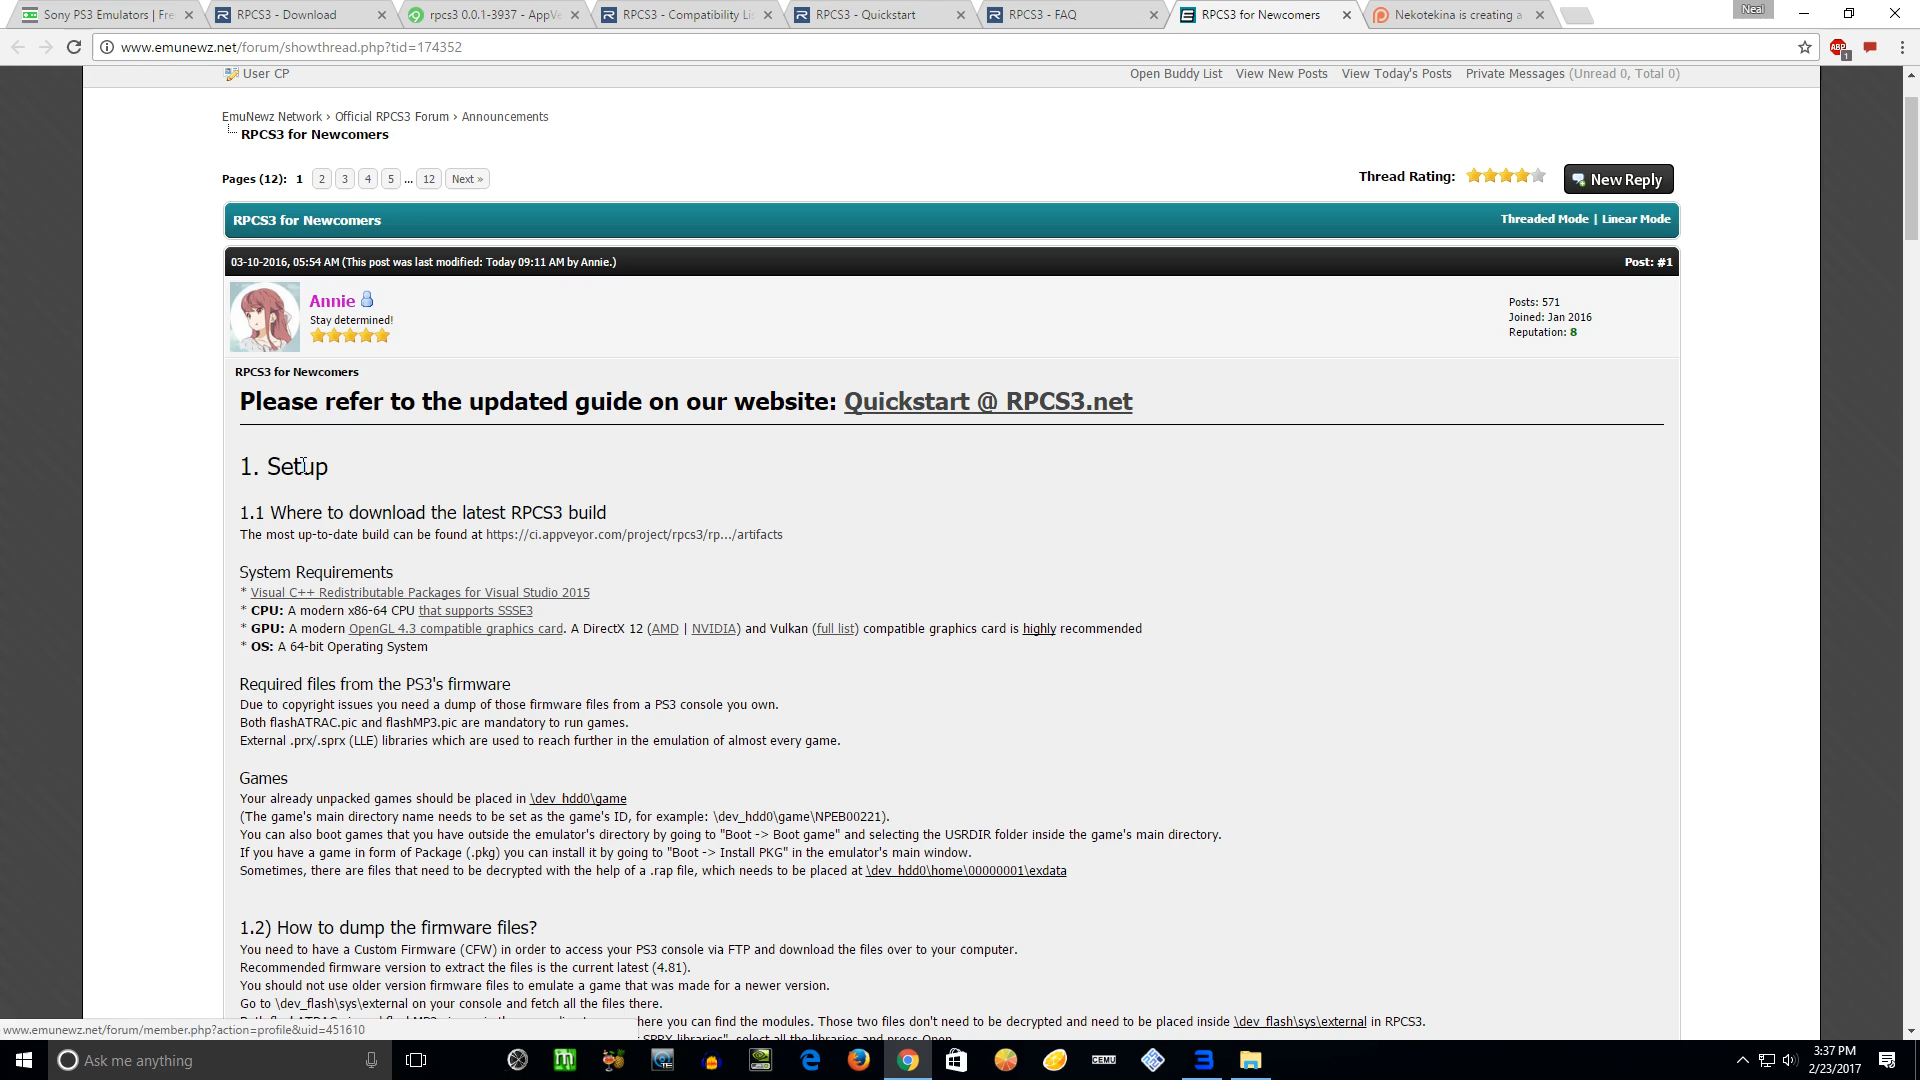 Sony PS3 Emulators | Fre
RPCS3 - Download
rpcs3 0.0.1-3937 - AppVe
RPCS3 - Compatibility Lis
RPCS3 - Quickstart
RPCS3 - FAQ
RPCS3 for Newcomers
Nekotekina is creating a
Neal
www.emunewz.net/forum/showthread.php?tid=174352
ABP
1
User CP
Open Buddy List View New Posts View Today's Posts Private Messages (Unread 0, Total 0)
EmuNewz Network › Official RPCS3 Forum › Announcements
RPCS3 for Newcomers
Pages (12): 1 2 3 4 5 ... 12 Next »
Thread Rating:
New Reply
RPCS3 for Newcomers
Threaded Mode | Linear Mode
03-10-2016, 05:54 AM (This post was last modified: Today 09:11 AM by Annie.)
Post: #1
Annie
Stay determined!
Posts: 571
Joined: Jan 2016
Reputation: 8
RPCS3 for Newcomers
Please refer to the updated guide on our website: Quickstart @ RPCS3.net
1. Setup
1.1 Where to download the latest RPCS3 build
The most up-to-date build can be found at https://ci.appveyor.com/project/rpcs3/rp.../artifacts
System Requirements
* Visual C++ Redistributable Packages for Visual Studio 2015
* CPU: A modern x86-64 CPU that supports SSSE3
* GPU: A modern OpenGL 4.3 compatible graphics card. A DirectX 12 (AMD | NVIDIA) and Vulkan (full list) compatible graphics card is highly recommended
* OS: A 64-bit Operating System
Required files from the PS3's firmware
Due to copyright issues you need a dump of those firmware files from a PS3 console you own.
Both flashATRAC.pic and flashMP3.pic are mandatory to run games.
External .prx/.sprx (LLE) libraries which are used to reach further in the emulation of almost every game.
Games
Your already unpacked games should be placed in \dev_hdd0\game
(The game's main directory name needs to be set as the game's ID, for example: \dev_hdd0\game\NPEB00221).
You can also boot games that you have outside the emulator's directory by going to "Boot -> Boot game" and selecting the USRDIR folder inside the game's main directory.
If you have a game in form of Package (.pkg) you can install it by going to "Boot -> Install PKG" in the emulator's main window.
Sometimes, there are files that need to be decrypted with the help of a .rap file, which needs to be placed at \dev_hdd0\home\00000001\exdata
1.2) How to dump the firmware files?
You need to have a Custom Firmware (CFW) in order to access your PS3 console via FTP and download the files over to your computer.
Recommended firmware version to extract the files is the current latest (4.81).
You should not use older version firmware files to emulate a game that was made for a newer version.
Go to \dev_flash\sys\external on your console and fetch all the files there.
here you can find the modules. Those two files don't need to be decrypted and need to be placed inside \dev_flash\sys\external in RPCS3.
www.emunewz.net/forum/member.php?action=profile&uid=451610
Ask me anything
CEMU
3:37 PM
2/23/2017